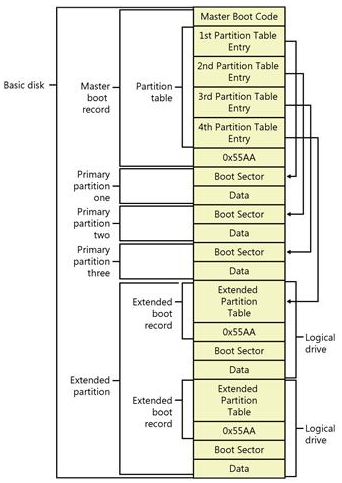 Master Boot Code
1st Partition Table
Entry
2nd Partition Table
Entry
Basic disk
Master
boot
record
Partition
table
3rd Partition Table
Entry
4th Partition Table
Entry
0x55AA
Primary
partition
one
Boot Sector
Data
Primary
partition
two
Boot Sector
Data
Primary
partition
three
Boot Sector
Data
Extended
partition
Extended
boot
record
Extended
Partition
Table
0x55AA
Boot Sector
Data
Logical
drive
Extended
boot
record
Extended
Partition
Table
0x55AA
Boot Sector
Data
Logical
drive